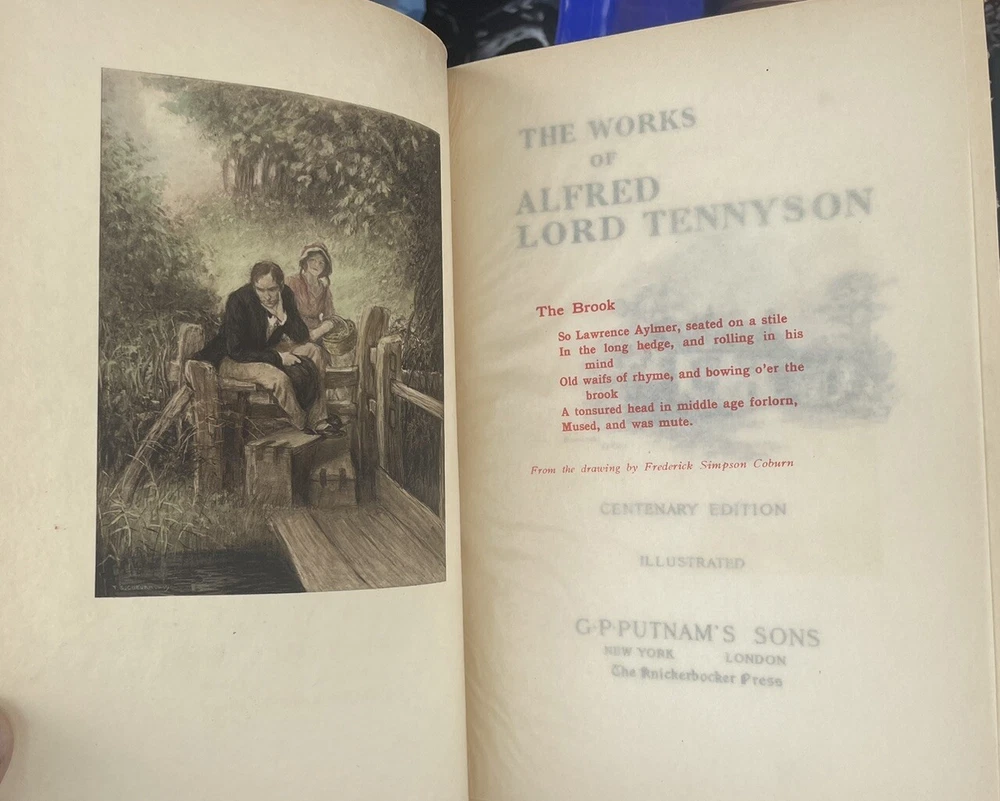 THE WORKS
OF
ALFRED
LORD TENNYSON
The Brook
So Lawrence Aylmer, seated on a stile
In the long hedge, and rolling in his
mind
Old waifs of rhyme, and bowing o'er the
brook
A tonsured head in middle age forlorn,
Mused, and was mute.
From the drawing by Frederick Simpson Coburn
CENTENARY EDITION
ILLUSTRATED
G·P·PUTNAM'S SONS
NEW YORK LONDON
The Knickerbocker Press